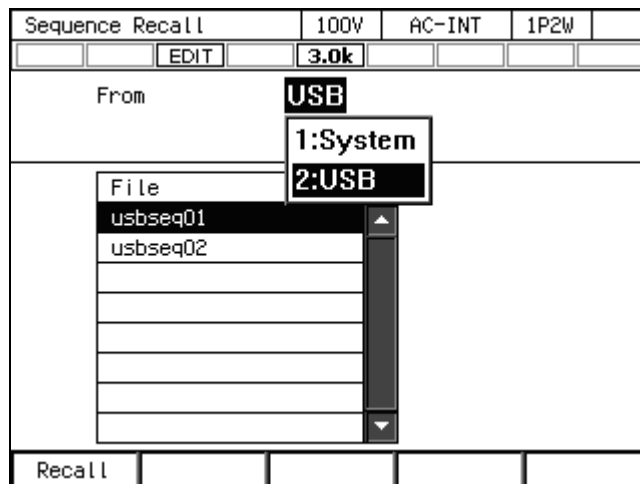 Sequence Recall 100V AC-INT 1P2W
EDIT 3.0k
From USB
1:System
2:USB
File
usbseq01
usbseq02
Recall